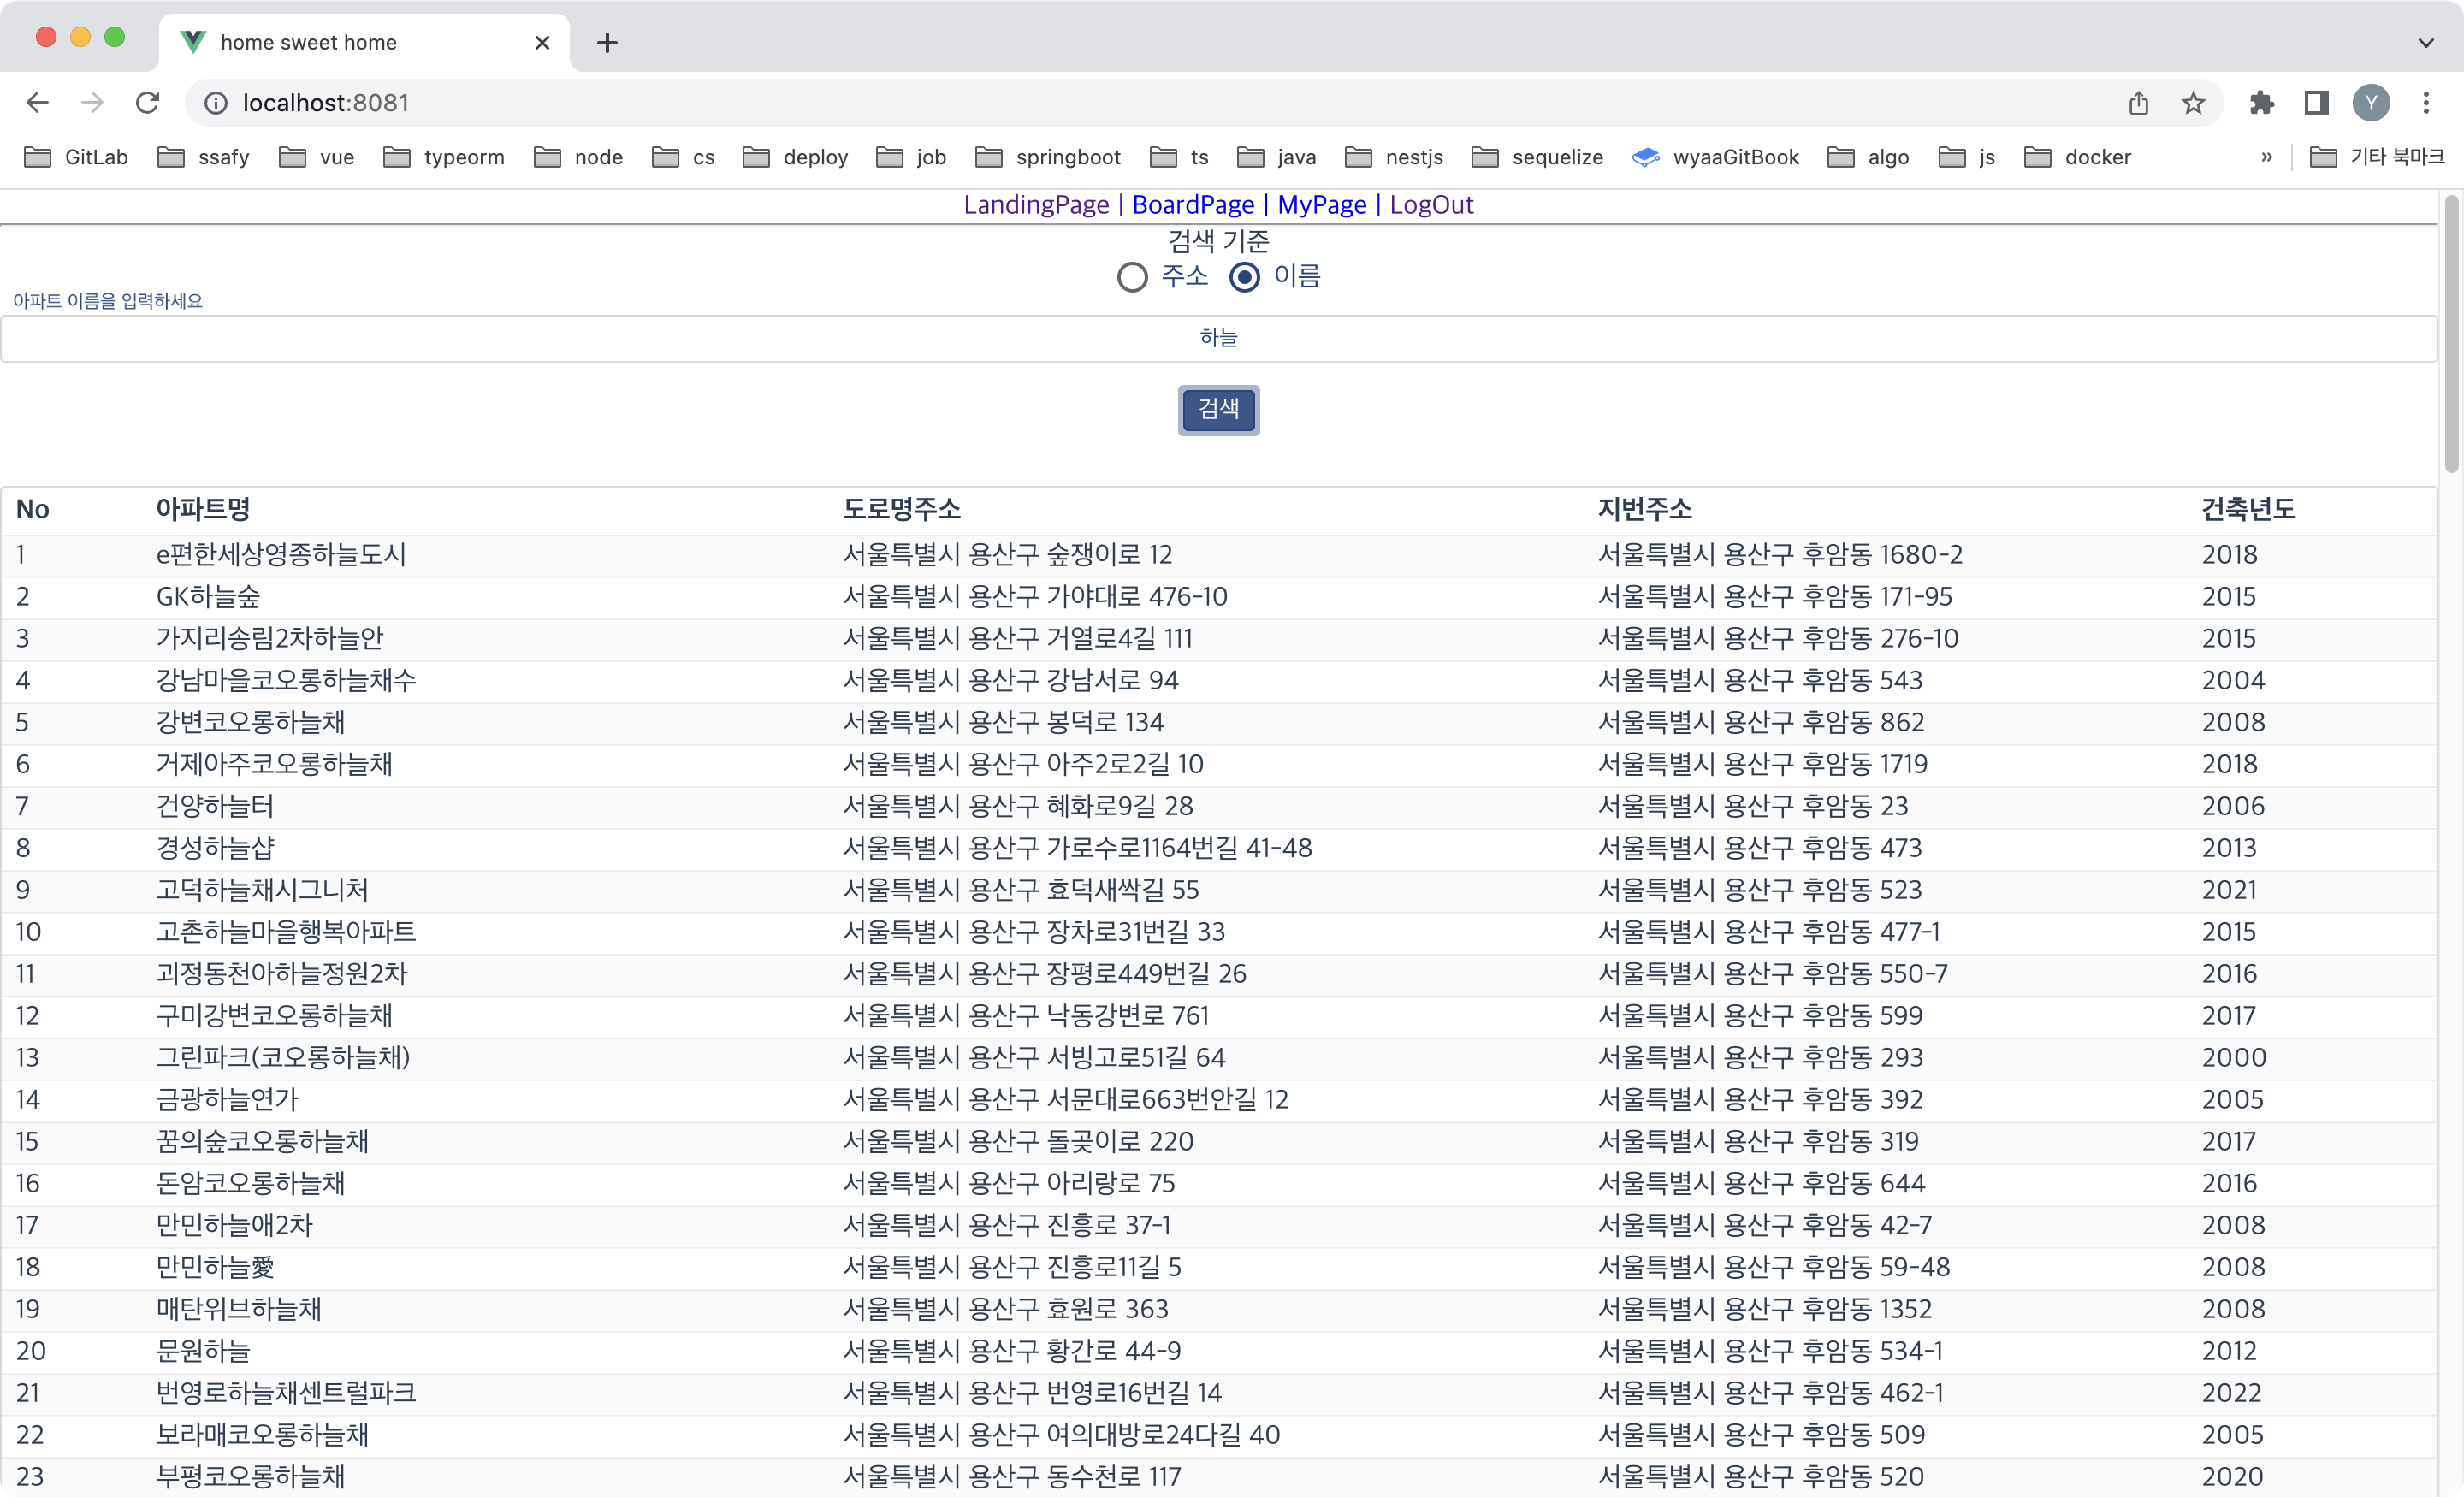 home sweet home
localhost:8081
Y
GitLab ssafy vue typeorm node cs deploy job springboot ts java nestjs sequelize wyaaGitBook algo js docker » 기타 북마크
LandingPage | BoardPage | MyPage | LogOut
검색 기준
주소 이름
아파트 이름을 입력하세요
하늘
검색
No 아파트명 도로명주소 지번주소 건축년도
1 e편한세상영종하늘도시 서울특별시 용산구 숲쟁이로 12 서울특별시 용산구 후암동 1680-2 2018
2 GK하늘숲 서울특별시 용산구 가야대로 476-10 서울특별시 용산구 후암동 171-95 2015
3 가지리송림2차하늘안 서울특별시 용산구 거열로4길 111 서울특별시 용산구 후암동 276-10 2015
4 강남마을코오롱하늘채수 서울특별시 용산구 강남서로 94 서울특별시 용산구 후암동 543 2004
5 강변코오롱하늘채 서울특별시 용산구 봉덕로 134 서울특별시 용산구 후암동 862 2008
6 거제아주코오롱하늘채 서울특별시 용산구 아주2로2길 10 서울특별시 용산구 후암동 1719 2018
7 건양하늘터 서울특별시 용산구 혜화로9길 28 서울특별시 용산구 후암동 23 2006
8 경성하늘샵 서울특별시 용산구 가로수로1164번길 41-48 서울특별시 용산구 후암동 473 2013
9 고덕하늘채시그니처 서울특별시 용산구 효덕새싹길 55 서울특별시 용산구 후암동 523 2021
10 고촌하늘마을행복아파트 서울특별시 용산구 장차로31번길 33 서울특별시 용산구 후암동 477-1 2015
11 괴정동천아하늘정원2차 서울특별시 용산구 장평로449번길 26 서울특별시 용산구 후암동 550-7 2016
12 구미강변코오롱하늘채 서울특별시 용산구 낙동강변로 761 서울특별시 용산구 후암동 599 2017
13 그린파크(코오롱하늘채) 서울특별시 용산구 서빙고로51길 64 서울특별시 용산구 후암동 293 2000
14 금광하늘연가 서울특별시 용산구 서문대로663번안길 12 서울특별시 용산구 후암동 392 2005
15 꿈의숲코오롱하늘채 서울특별시 용산구 돌곶이로 220 서울특별시 용산구 후암동 319 2017
16 돈암코오롱하늘채 서울특별시 용산구 아리랑로 75 서울특별시 용산구 후암동 644 2016
17 만민하늘애2차 서울특별시 용산구 진흥로 37-1 서울특별시 용산구 후암동 42-7 2008
18 만민하늘愛 서울특별시 용산구 진흥로11길 5 서울특별시 용산구 후암동 59-48 2008
19 매탄위브하늘채 서울특별시 용산구 효원로 363 서울특별시 용산구 후암동 1352 2008
20 문원하늘 서울특별시 용산구 황간로 44-9 서울특별시 용산구 후암동 534-1 2012
21 번영로하늘채센트럴파크 서울특별시 용산구 번영로16번길 14 서울특별시 용산구 후암동 462-1 2022
22 보라매코오롱하늘채 서울특별시 용산구 여의대방로24다길 40 서울특별시 용산구 후암동 509 2005
23 부평코오롱하늘채 서울특별시 용산구 동수천로 117 서울특별시 용산구 후암동 520 2020